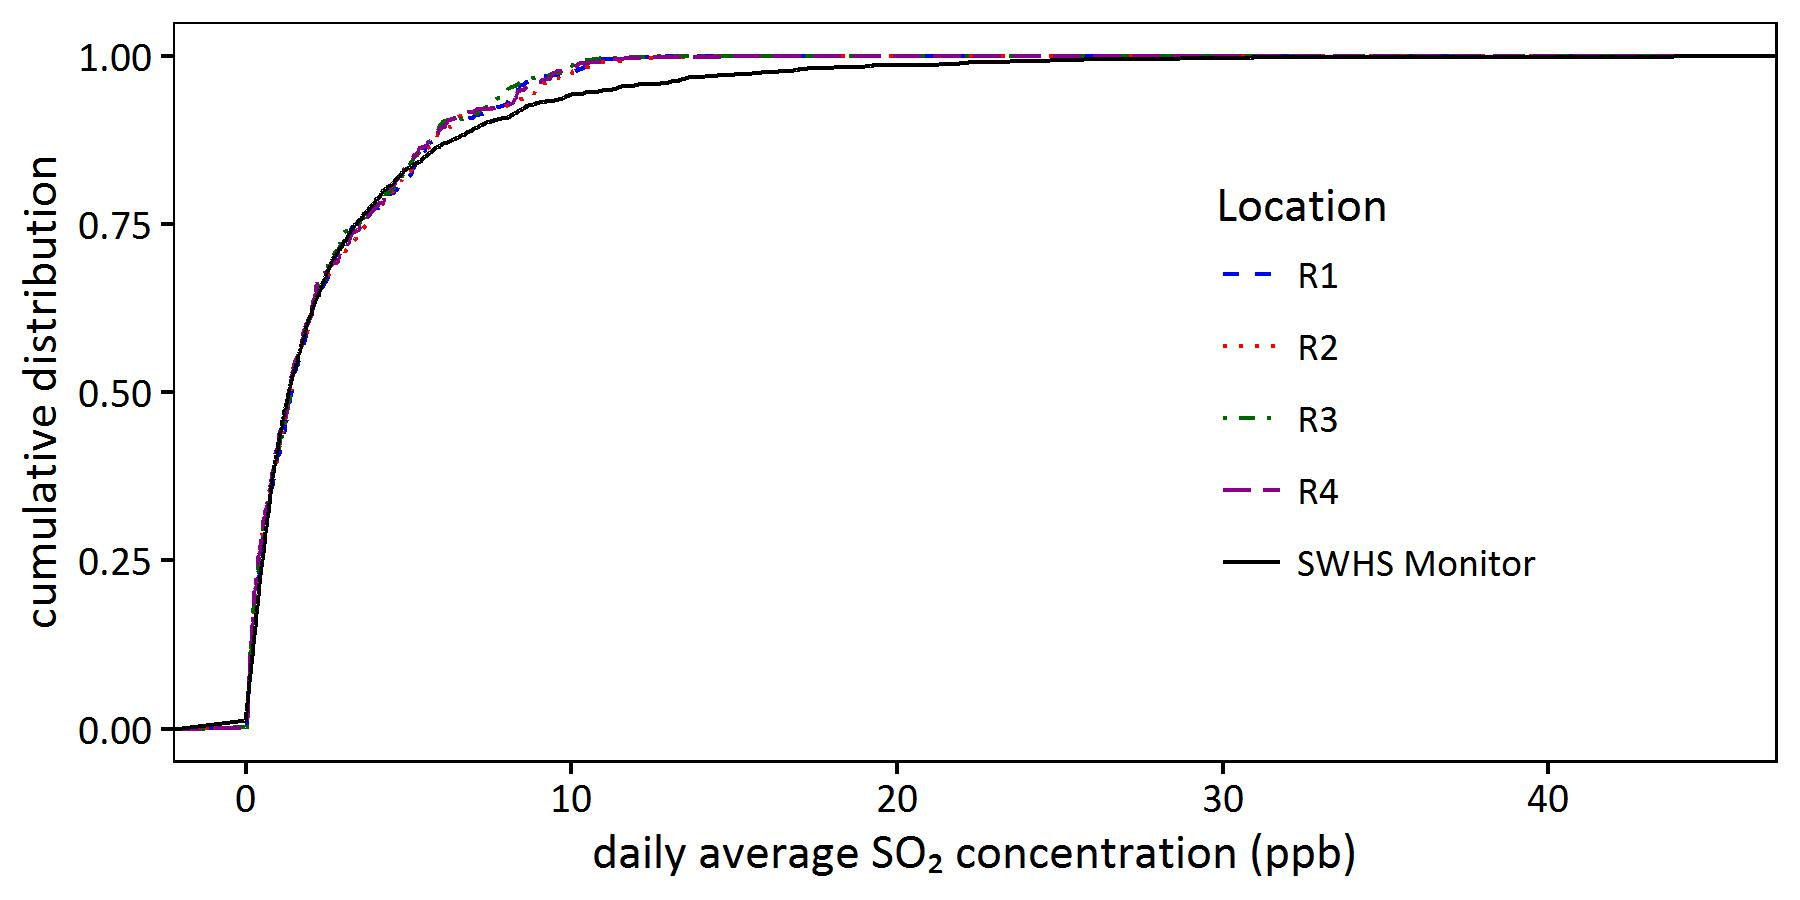 1.00
0.75
0.50
0.25
0.00
cumulative distribution
Location
R1
R2
R3
R4
SWHS Monitor
0 10 20 30 40
daily average SO₂ concentration (ppb)